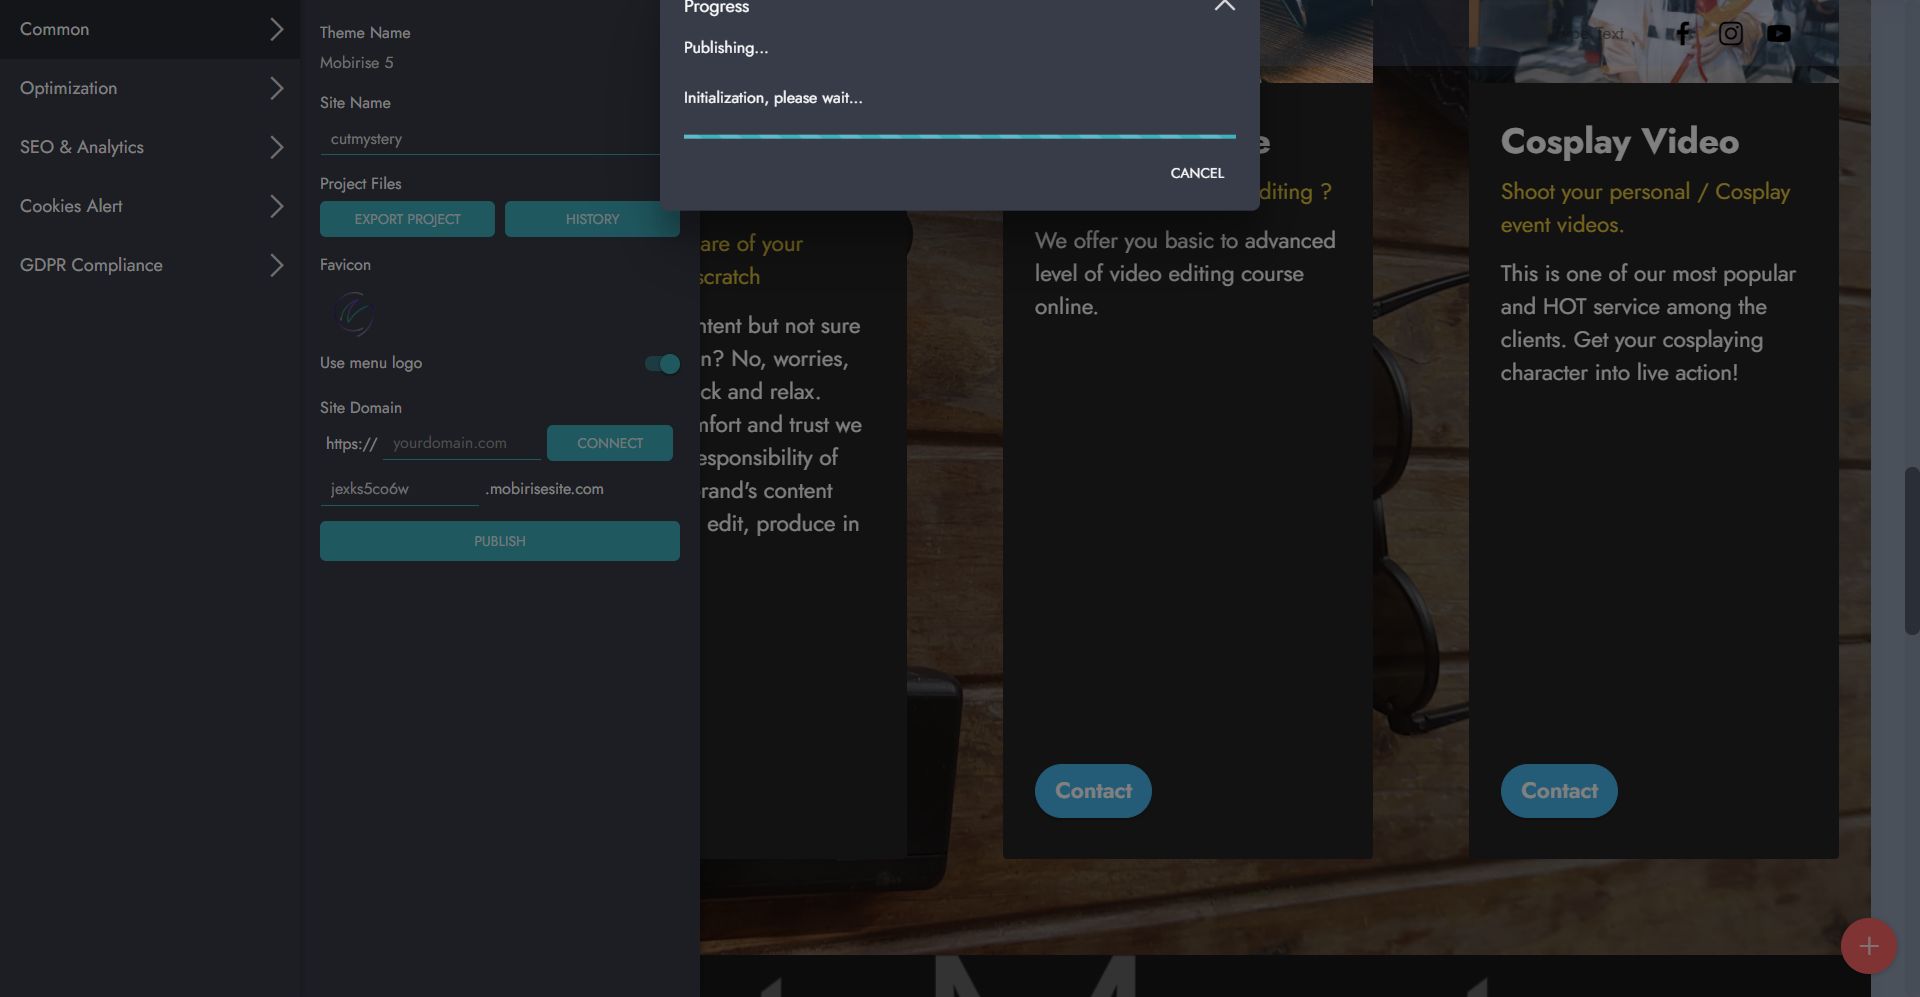 Common
Optimization
SEO & Analytics
Cookies Alert
GDPR Compliance
Theme Name
Mobirise 5
Site Name
cutmystery
Project Files
EXPORT PROJECT
HISTORY
Favicon
Use menu logo
Site Domain
https://
yourdomain.com
CONNECT
jexks5co6w
.mobirisesite.com
PUBLISH
Progress
Publishing...
Initialization, please wait...
CANCEL
are of your
scratch
ntent but not sure
n? No, worries,
ck and relax.
mfort and trust we
esponsibility of
rand's content
edit, produce in
e
diting ?
We offer you basic to advanced
level of video editing course
online.
Contact
Text
Cosplay Video
Shoot your personal / Cosplay
event videos.
This is one of our most popular
and HOT service among the
clients. Get your cosplaying
character into live action!
Contact